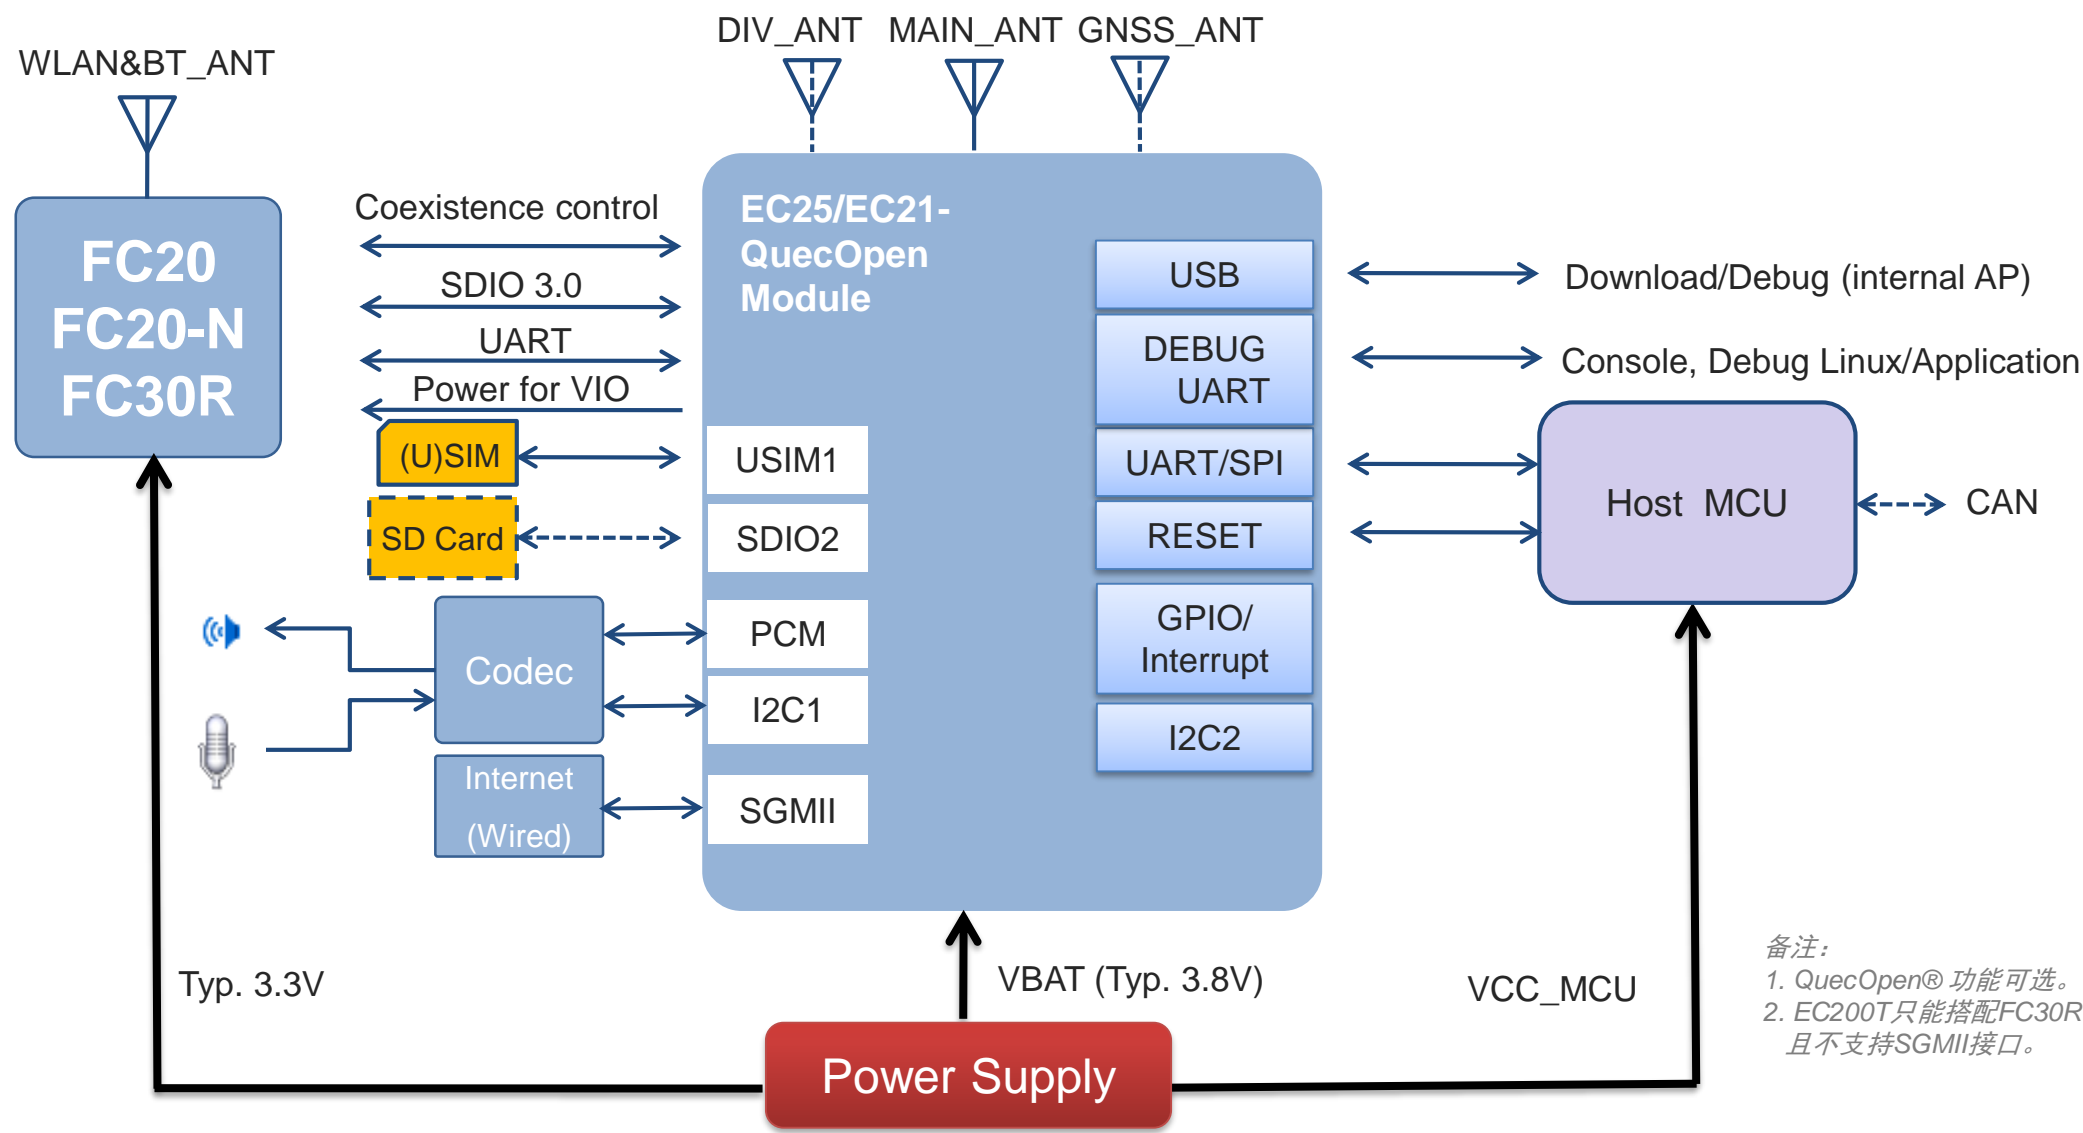 DIV_ANT MAIN_ANT GNSS_ANT
WLAN&BT_ANT
FC20
FC20-N
FC30R
Coexistence control
SDIO 3.0
UART
Power for VIO
(U)SIM
SD Card
Codec
Internet
(Wired)
EC25/EC21-
QuecOpen
Module
USIM1
SDIO2
PCM
I2C1
SGMII
USB
DEBUG
UART
UART/SPI
RESET
GPIO/
Interrupt
I2C2
Download/Debug (internal AP)
Console, Debug Linux/Application
Host MCU
CAN
Typ. 3.3V
VBAT (Typ. 3.8V)
VCC_MCU
Power Supply
备注：
1. QuecOpen® 功能可选。
2. EC200T只能搭配FC30R
且不支持SGMII接口。